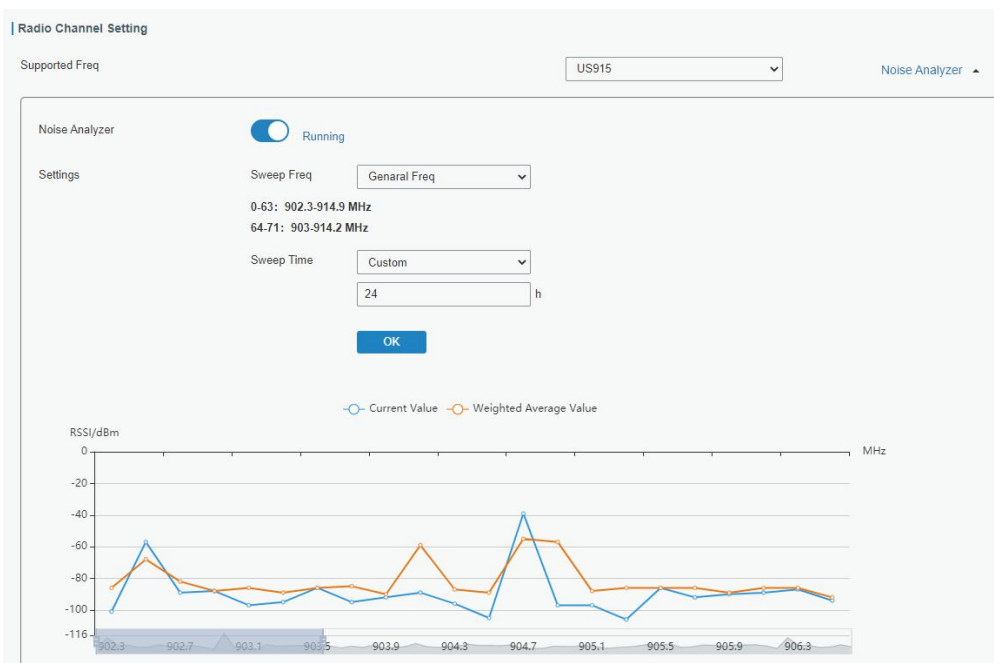 Radio Channel Setting
Supported Freq US915 Noise Analyzer
Noise Analyzer Running
Settings Sweep Freq Genaral Freq
0-63: 902.3-914.9 MHz
64-71: 903-914.2 MHz
Sweep Time Custom
24 h
OK
Current Value Weighted Average Value
RSSI/dBm
0 MHz
-20
-40
-60
-80
-100
-116
902.3 902.7 903.1 903.5 903.9 904.3 904.7 905.1 905.5 905.9 906.3